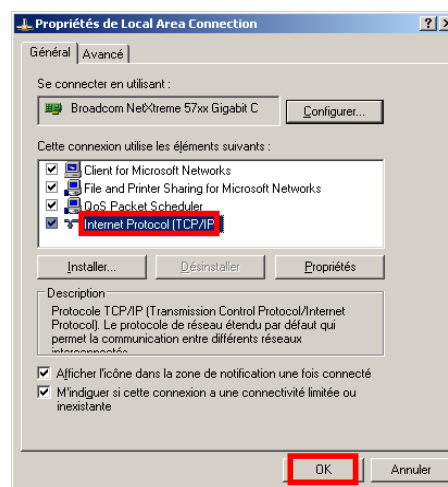 Propriétés de Local Area Connection
Général
Avancé
Se connecter en utilisant :
Broadcom NetXtreme 57xx Gigabit C
Configurer...
Cette connexion utilise les éléments suivants :
Client for Microsoft Networks
File and Printer Sharing for Microsoft Networks
QoS Packet Scheduler
Internet Protocol (TCP/IP
Installer...
Désinstaller
Propriétés
Description
Protocole TCP/IP (Transmission Control Protocol/Internet
Protocol). Le protocole de réseau étendu par défaut qui
permet la communication entre différents réseaux
interconnectés
Afficher l'icône dans la zone de notification une fois connecté
M'indiquer si cette connexion a une connectivité limitée ou
inexistante
OK
Annuler